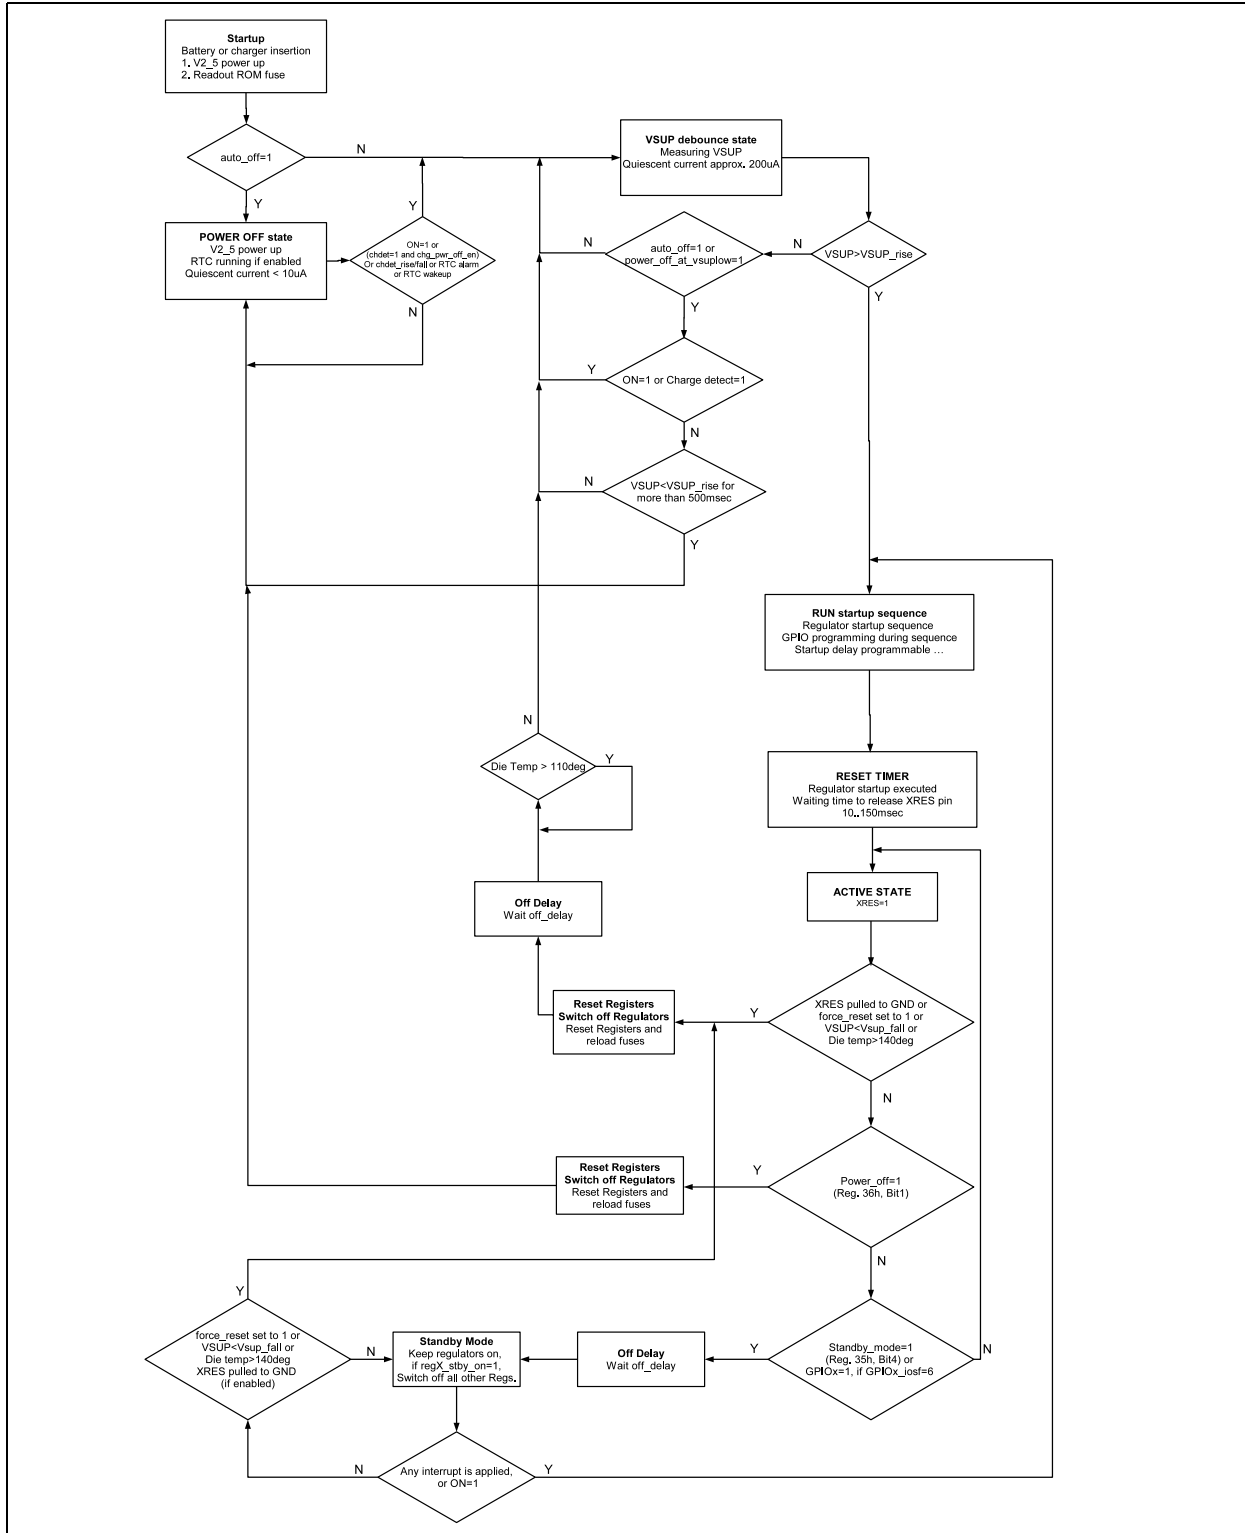 Startup
Battery or charger insertion
1. V2_5 power up
2. Readout ROM fuse
auto_off=1
N
Y
VSUP debounce state
Measuring VSUP
Quiescent current approx. 200uA
POWER OFF state
V2_5 power up
RTC running if enabled
Quiescent current < 10uA
Y
ON=1 or
(chdet=1 and chg_pwr_off_en)
Or chdet_rise/fall or RTC alarm
or RTC wakeup
N
N
auto_off=1 or
power_off_at_vsuplow=1
N
VSUP>VSUP_rise
Y
Y
Y
ON=1 or Charge detect=1
N
N
VSUP<VSUP_rise for
more than 500msec
Y
RUN startup sequence
Regulator startup sequence
GPIO programming during sequence
Startup delay programmable ...
N
Die Temp > 110deg
Y
RESET TIMER
Regulator startup executed
Waiting time to release XRES pin
10..150msec
Off Delay
Wait off_delay
ACTIVE STATE
XRES=1
Reset Registers
Switch off Regulators
Reset Registers and
reload fuses
Y
XRES pulled to GND or
force_reset set to 1 or
VSUP<Vsup_fall or
Die temp>140deg
N
Reset Registers
Switch off Regulators
Reset Registers and
reload fuses
Y
Power_off=1
(Reg. 36h, Bit1)
N
Y
force_reset set to 1 or
VSUP<Vsup_fall or
Die temp>140deg
XRES pulled to GND
(if enabled)
N
Standby Mode
Keep regulators on,
if regX_stby_on=1,
Switch off all other Regs.
Off Delay
Wait off_delay
Y
Standby_mode=1
(Reg. 35h, Bit4) or
GPIOx=1, if GPIOx_iosf=6
N
N
Any interrupt is applied,
or ON=1
Y